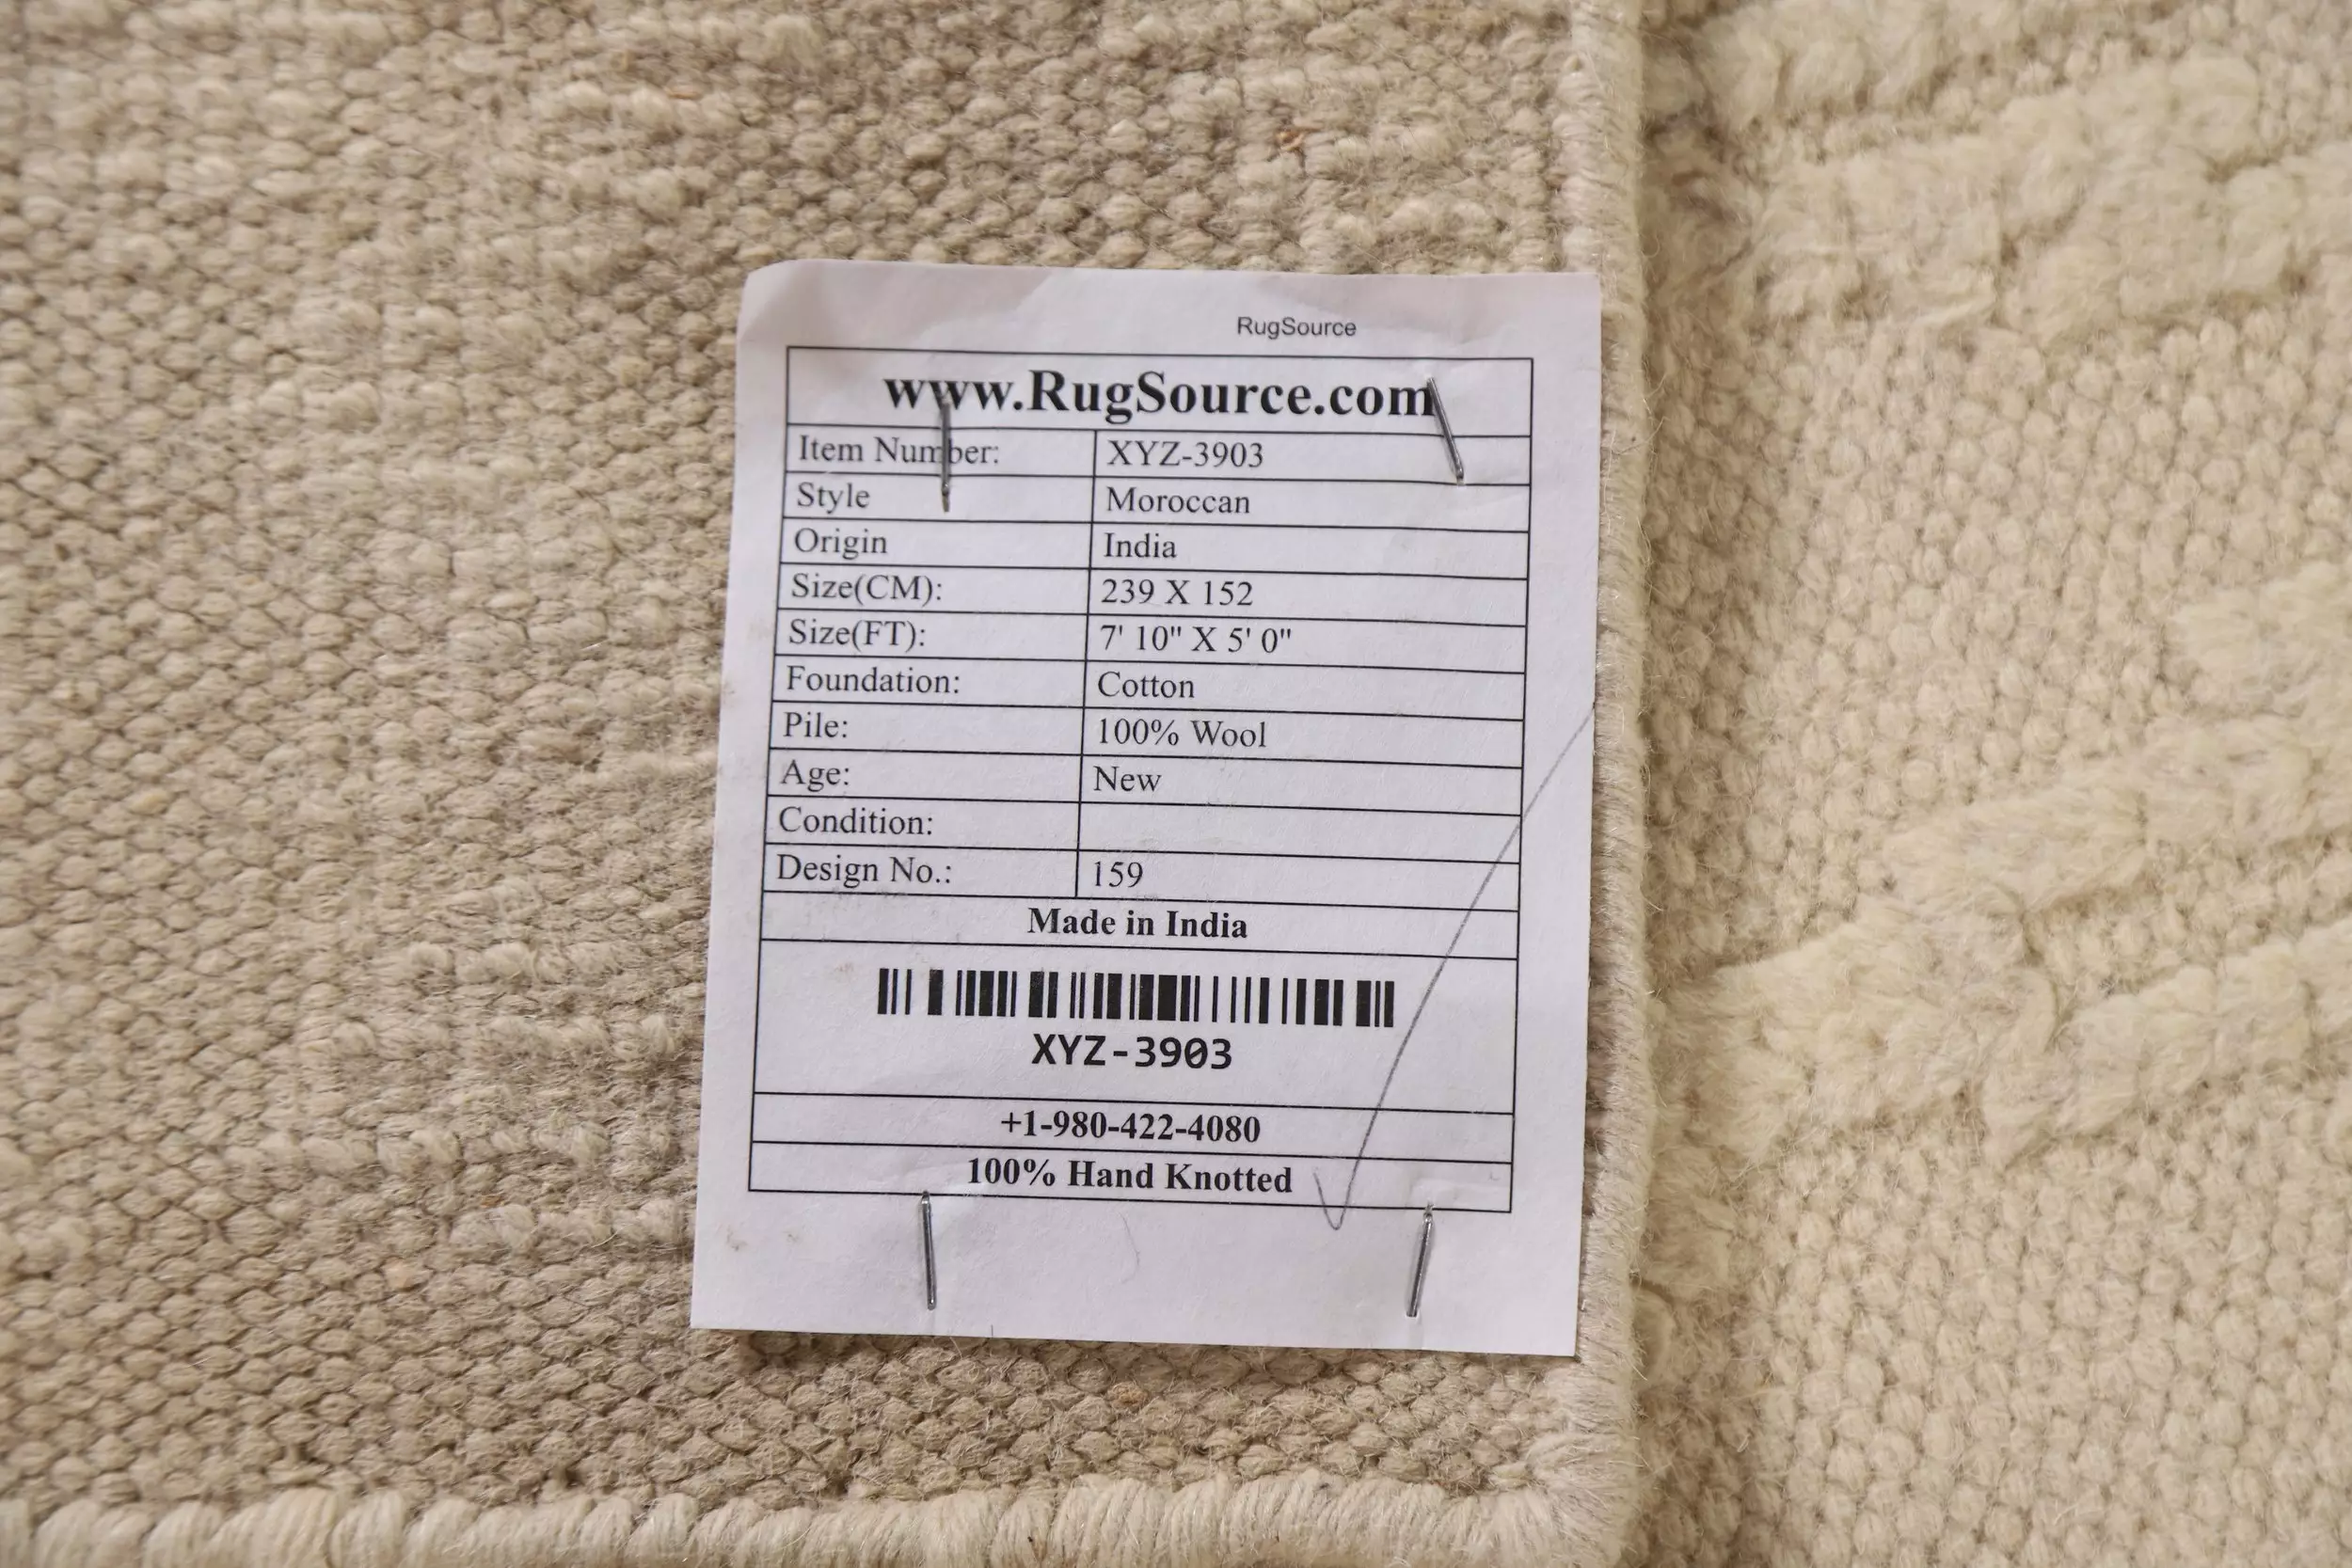 RugSource
www.RugSource.com
Item Number: XYZ-3903
Style Moroccan
Origin India
Size(CM): 239 X 152
Size(FT): 7' 10" X 5' 0"
Foundation: Cotton
Pile: 100% Wool
Age: New
Condition:
Design No.: 159
Made in India
XYZ-3903
+1-980-422-4080
100% Hand Knotted